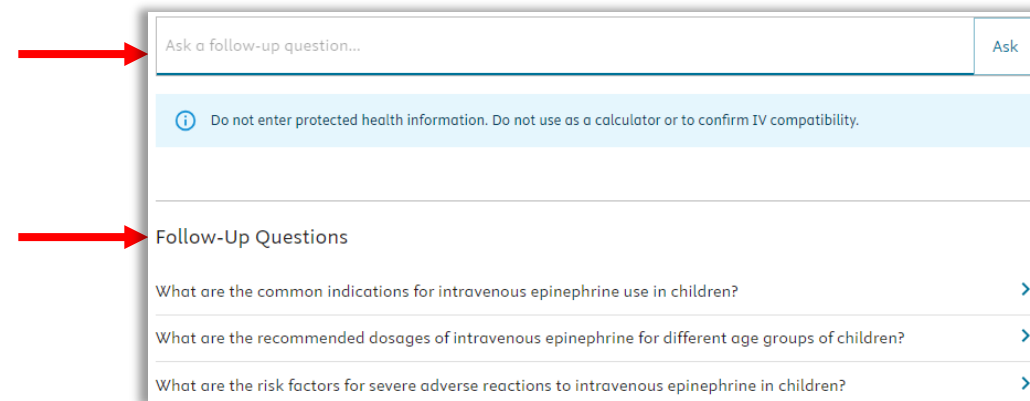 Ask a follow-up question...
Ask
Do not enter protected health information. Do not use as a calculator or to confirm IV compatibility.
Follow-Up Questions
What are the common indications for intravenous epinephrine use in children?
What are the recommended dosages of intravenous epinephrine for different age groups of children?
What are the risk factors for severe adverse reactions to intravenous epinephrine in children?